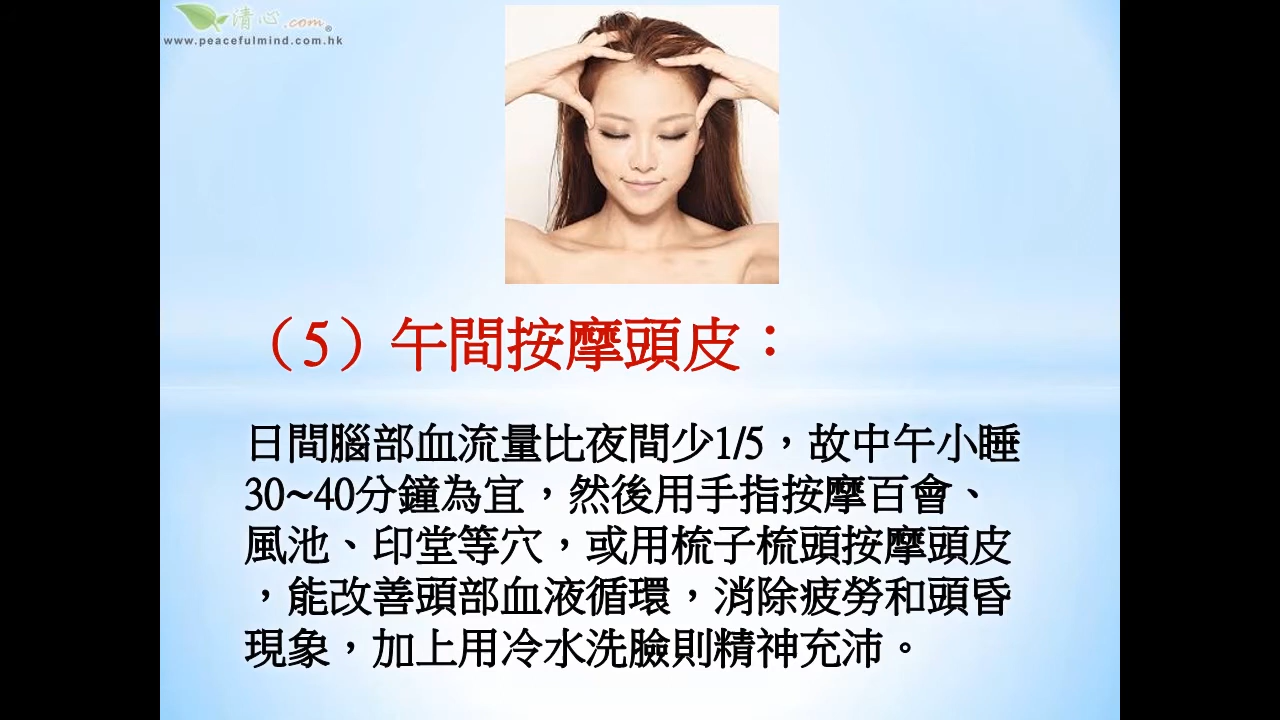 清心.com®
www.peacefulmind.com.hk
（5）午間按摩頭皮：
日間腦部血流量比夜間少1/5，故中午小睡
30~40分鐘為宜，然後用手指按摩百會、
風池、印堂等穴，或用梳子梳頭按摩頭皮
，能改善頭部血液循環，消除疲勞和頭昏
現象，加上用冷水洗臉則精神充沛。